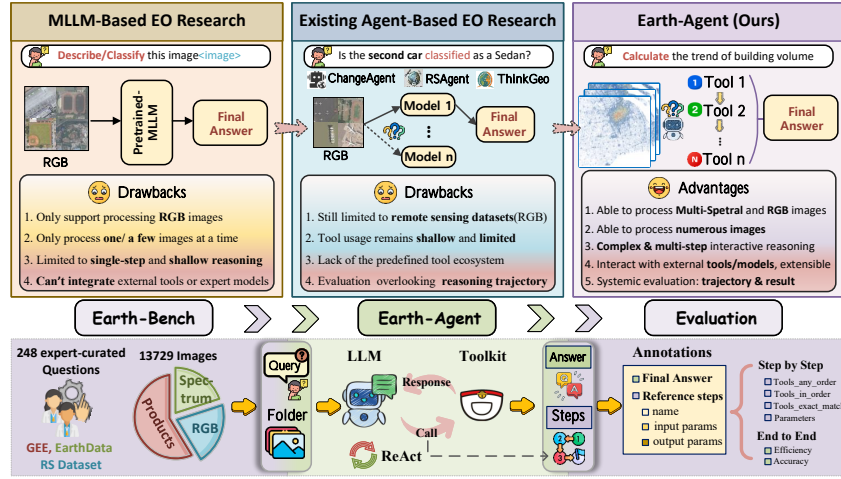 MLLM-Based EO Research
Describe/Classify this image<image>
RGB
Pretrained-MLLM
Final Answer
Drawbacks
1. Only support processing RGB images
2. Only process one/ a few images at a time
3. Limited to single-step and shallow reasoning
4. Can't integrate external tools or expert models
Existing Agent-Based EO Research
Is the second car classified as a Sedan?
ChangeAgent RSAgent ThinkGeo
RGB
Model 1
⋮
Model n
Final Answer
Drawbacks
1. Still limited to remote sensing datasets(RGB)
2. Tool usage remains shallow and limited
3. Lack of the predefined tool ecosystem
4. Evaluation overlooking reasoning trajectory
Earth-Agent (Ours)
Calculate the trend of building volume
1 Tool 1
2 Tool 2
⋮
N Tool n
Final Answer
Advantages
1. Able to process Multi-Spetral and RGB images
2. Able to process numerous images
3. Complex & multi-step interactive reasoning
4. Interact with external tools/models, extensible
5. Systemic evaluation: trajectory & result
Earth-Bench
Earth-Agent
Evaluation
248 expert-curated
Questions
GEE, EarthData
RS Dataset
13729 Images
Spec-
trum
Products
RGB
Query
Folder
LLM
Toolkit
Response
Call
ReAct
Answer
Steps
1
2
3
Annotations
Final Answer
Reference steps
name
input params
output params
Step by Step
Tools_any_order
Tools_in_order
Tools_exact_match
Parameters
End to End
Efficiency
Accuracy